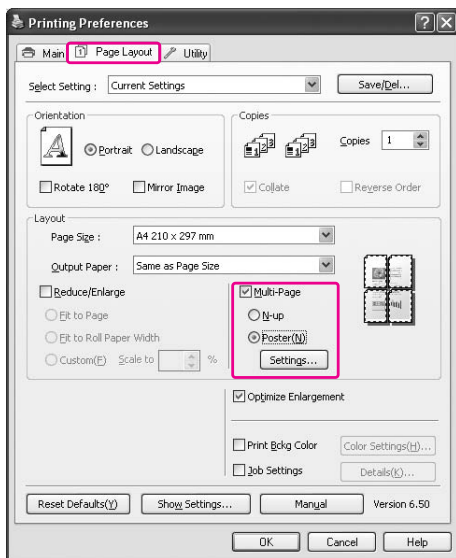 Printing Preferences
Main Page Layout Utility
Select Setting : Current Settings Save/Del...
Orientation
Portrait Landscape
Rotate 180° Mirror Image
Copies
Copies 1
Collate Reverse Order
Layout
Page Size : A4 210 x 297 mm
Output Paper : Same as Page Size
Reduce/Enlarge
Fit to Page
Fit to Roll Paper Width
Custom(F) Scale to %
Multi-Page
N-up
Poster(N)
Settings...
Optimize Enlargement
Print Bckg Color Color Settings(H)...
Job Settings Details(K)...
Reset Defaults(Y) Show Settings... Manual Version 6.50
OK Cancel Help